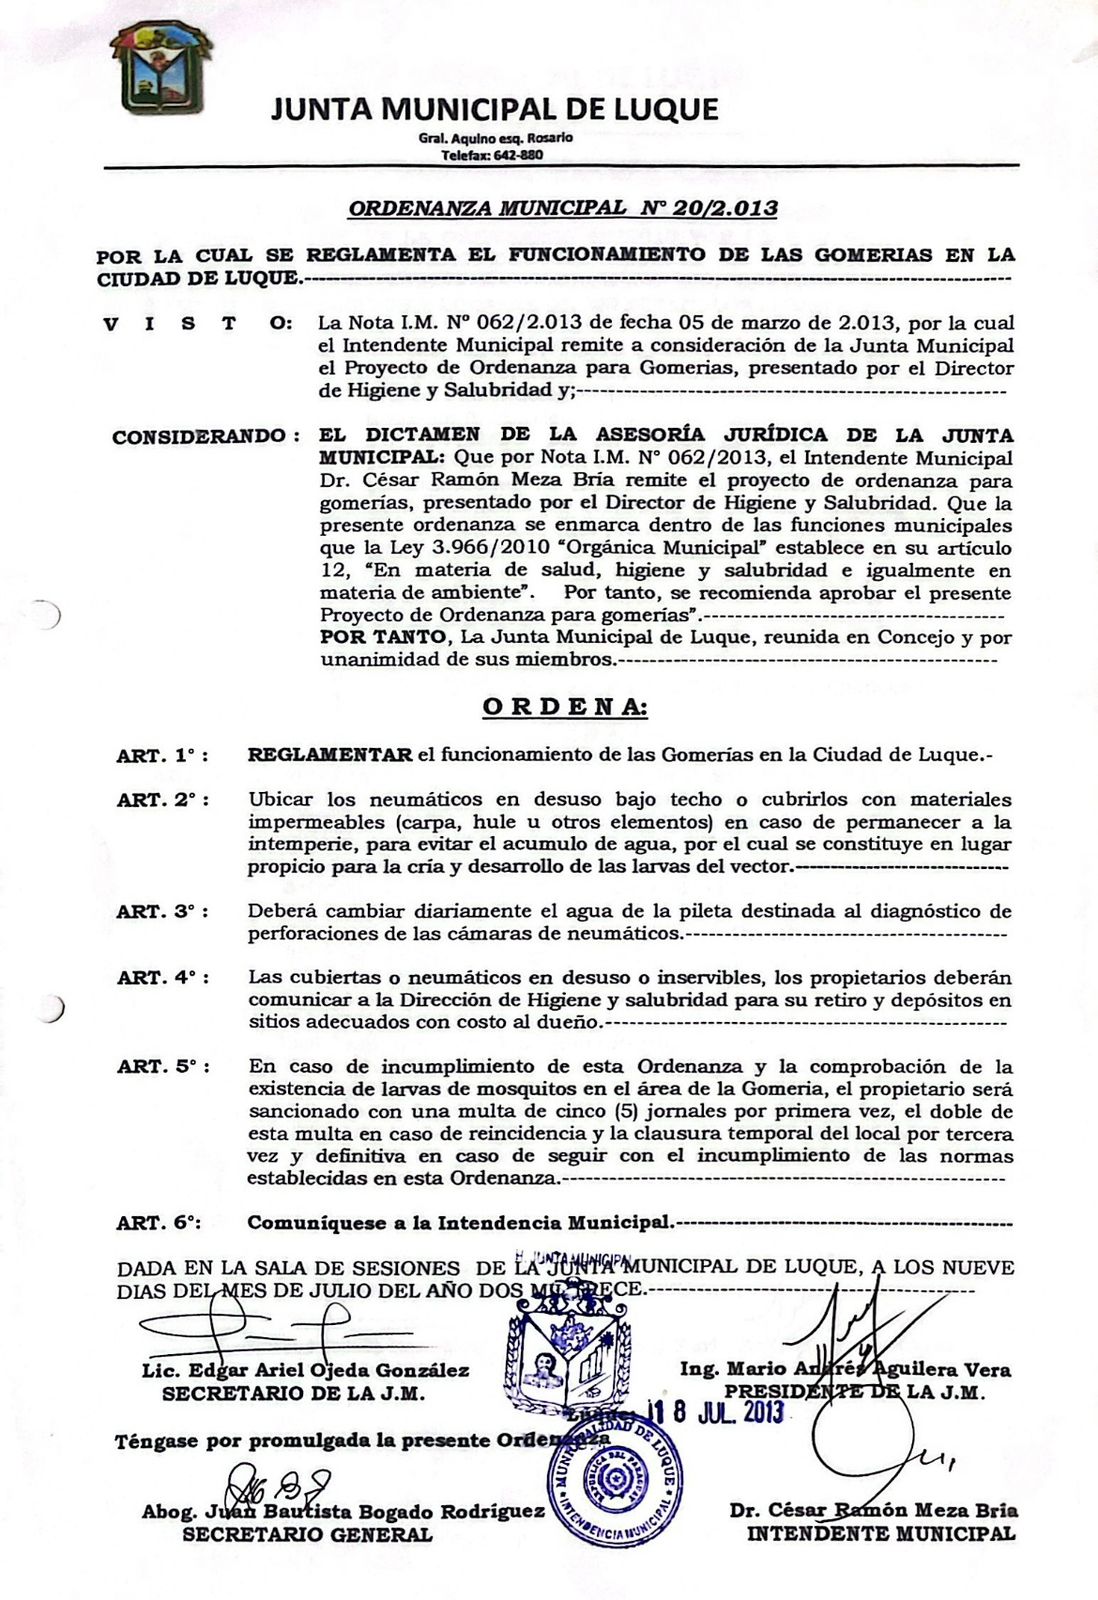 JUNTA MUNICIPAL DE LUQUE
Gral. Aquino esq. Rosario
Telefax: 642-880
ORDENANZA MUNICIPAL N° 20/2.013
POR LA CUAL SE REGLAMENTA EL FUNCIONAMIENTO DE LAS GOMERIAS EN LA
CIUDAD DE LUQUE.-
V I S T O: La Nota I.M. Nº 062/2.013 de fecha 05 de marzo de 2.013, por la cual
el Intendente Municipal remite a consideración de la Junta Municipal
el Proyecto de Ordenanza para Gomerias, presentado por el Director
de Higiene y Salubridad y;-
CONSIDERANDO : EL DICTAMEN DE LA ASESORÍA JURÍDICA DE LA JUNTA
MUNICIPAL: Que por Nota I.M. N° 062/2013, el Intendente Municipal
Dr. César Ramón Meza Bría remite el proyecto de ordenanza para
gomerías, presentado por el Director de Higiene y Salubridad. Que la
presente ordenanza se enmarca dentro de las funciones municipales
que la Ley 3.966/2010 “Orgánica Municipal” establece en su artículo
12, “En materia de salud, higiene y salubridad e igualmente en
materia de ambiente”. Por tanto, se recomienda aprobar el presente
Proyecto de Ordenanza para gomerías”.-
POR TANTO, La Junta Municipal de Luque, reunida en Concejo y por
unanimidad de sus miembros.-
O R D E N A:
ART. 1° : REGLAMENTAR el funcionamiento de las Gomerías en la Ciudad de Luque.-
ART. 2° : Ubicar los neumáticos en desuso bajo techo o cubrirlos con materiales
impermeables (carpa, hule u otros elementos) en caso de permanecer a la
intemperie, para evitar el acumulo de agua, por el cual se constituye en lugar
propicio para la cría y desarrollo de las larvas del vector.-
ART. 3° : Deberá cambiar diariamente el agua de la pileta destinada al diagnóstico de
perforaciones de las cámaras de neumáticos.-
ART. 4° : Las cubiertas o neumáticos en desuso o inservibles, los propietarios deberán
comunicar a la Dirección de Higiene y salubridad para su retiro y depósitos en
sitios adecuados con costo al dueño.-
ART. 5° : En caso de incumplimiento de esta Ordenanza y la comprobación de la
existencia de larvas de mosquitos en el área de la Gomeria, el propietario será
sancionado con una multa de cinco (5) jornales por primera vez, el doble de
esta multa en caso de reincidencia y la clausura temporal del local por tercera
vez y definitiva en caso de seguir con el incumplimiento de las normas
establecidas en esta Ordenanza.-
ART. 6°: Comuníquese a la Intendencia Municipal.-
H. JUNTA MUNICIPAL
DADA EN LA SALA DE SESIONES DE LA JUNTA MUNICIPAL DE LUQUE, A LOS NUEVE
DIAS DEL MES DE JULIO DEL AÑO DOS MIL TRECE.-
Lic. Edgar Ariel Ojeda González Ing. Mario Andrés Aguilera Vera
SECRETARIO DE LA J.M. PRESIDENTE DE LA J.M.
Luque, 18 JUL. 2013
Téngase por promulgada la presente Ordenanza
MUNICIPALIDAD DE LUQUE
REPUBLICA DEL PARAGUAY
INTENDENCIA MUNICIPAL
Abog. Juan Bautista Bogado Rodríguez Dr. César Ramón Meza Bria
SECRETARIO GENERAL INTENDENTE MUNICIPAL